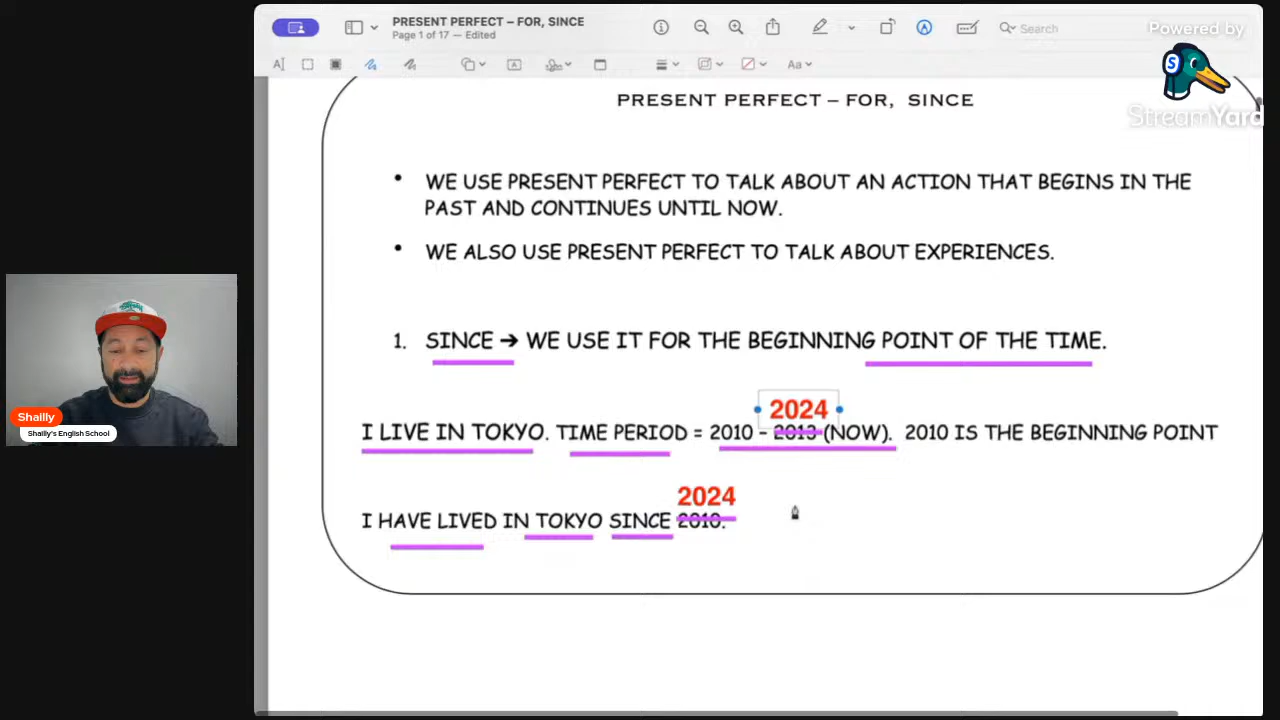 PRESENT PERFECT – FOR, SINCE
Page 1 of 17 — Edited
Search
Powered by
StreamYard
Aa
PRESENT PERFECT – FOR, SINCE
• WE USE PRESENT PERFECT TO TALK ABOUT AN ACTION THAT BEGINS IN THE
PAST AND CONTINUES UNTIL NOW.
• WE ALSO USE PRESENT PERFECT TO TALK ABOUT EXPERIENCES.
1. SINCE ➔ WE USE IT FOR THE BEGINNING POINT OF THE TIME.
2024
I LIVE IN TOKYO. TIME PERIOD = 2010 – 2013 (NOW). 2010 IS THE BEGINNING POINT
2024
I HAVE LIVED IN TOKYO SINCE 2010.
Shailly
Shailly's English School